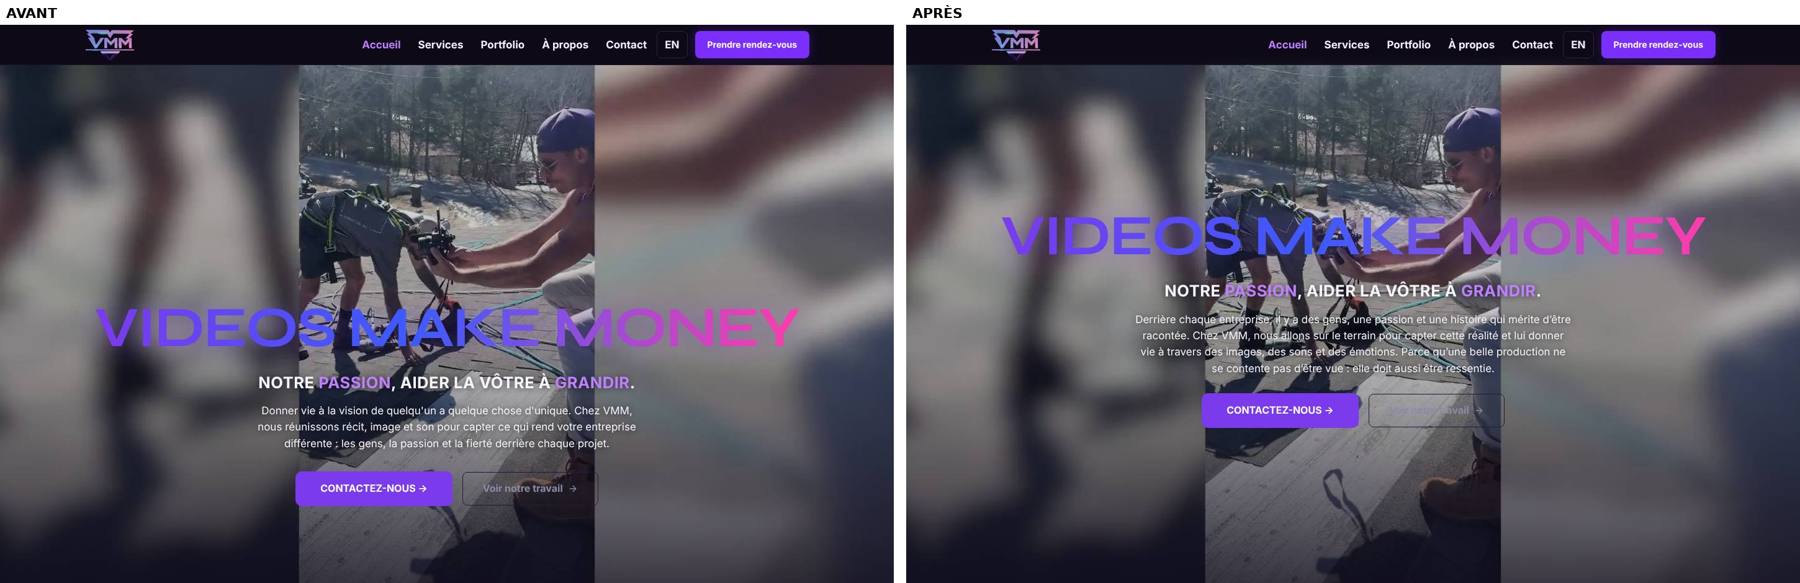 AVANT
VMM
Accueil Services Portfolio À propos Contact EN Prendre rendez-vous
VIDEOS MAKE MONEY
NOTRE PASSION, AIDER LA VÔTRE À GRANDIR.
Donner vie à la vision de quelqu'un a quelque chose d'unique. Chez VMM,
nous réunissons récit, image et son pour capter ce qui rend votre entreprise
différente : les gens, la passion et la fierté derrière chaque projet.
CONTACTEZ-NOUS →
Voir notre travail →
APRÈS
VMM
Accueil Services Portfolio À propos Contact EN Prendre rendez-vous
VIDEOS MAKE MONEY
NOTRE PASSION, AIDER LA VÔTRE À GRANDIR.
Derrière chaque entreprise, il y a des gens, une passion et une histoire qui mérite d’être
racontée. Chez VMM, nous allons sur le terrain pour capter cette réalité et lui donner
vie à travers des images, des sons et des émotions. Parce qu’une belle production ne
se contente pas d’être vue : elle doit aussi être ressentie.
CONTACTEZ-NOUS →
Voir notre travail →